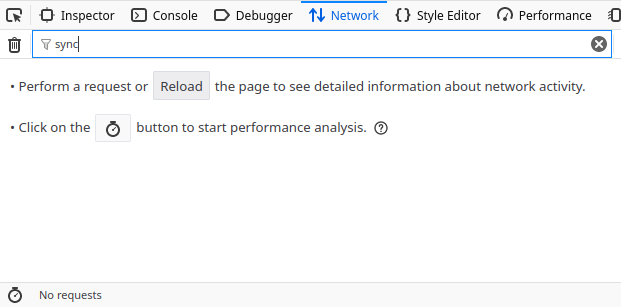 Inspector Console Debugger Network Style Editor Performance
sync
• Perform a request or Reload the page to see detailed information about network activity.
• Click on the button to start performance analysis.
No requests